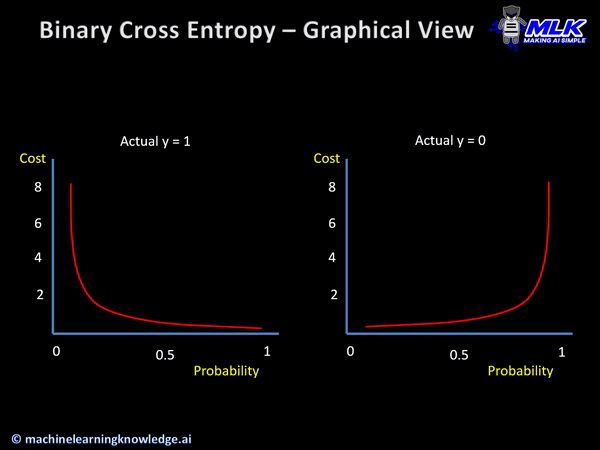 Binary Cross Entropy – Graphical View
MLK
MAKING AI SIMPLE
Actual y = 1
Cost
8
6
4
2
0
0.5
1
Probability
Actual y = 0
Cost
8
6
4
2
0
0.5
1
Probability
© machinelearningknowledge.ai